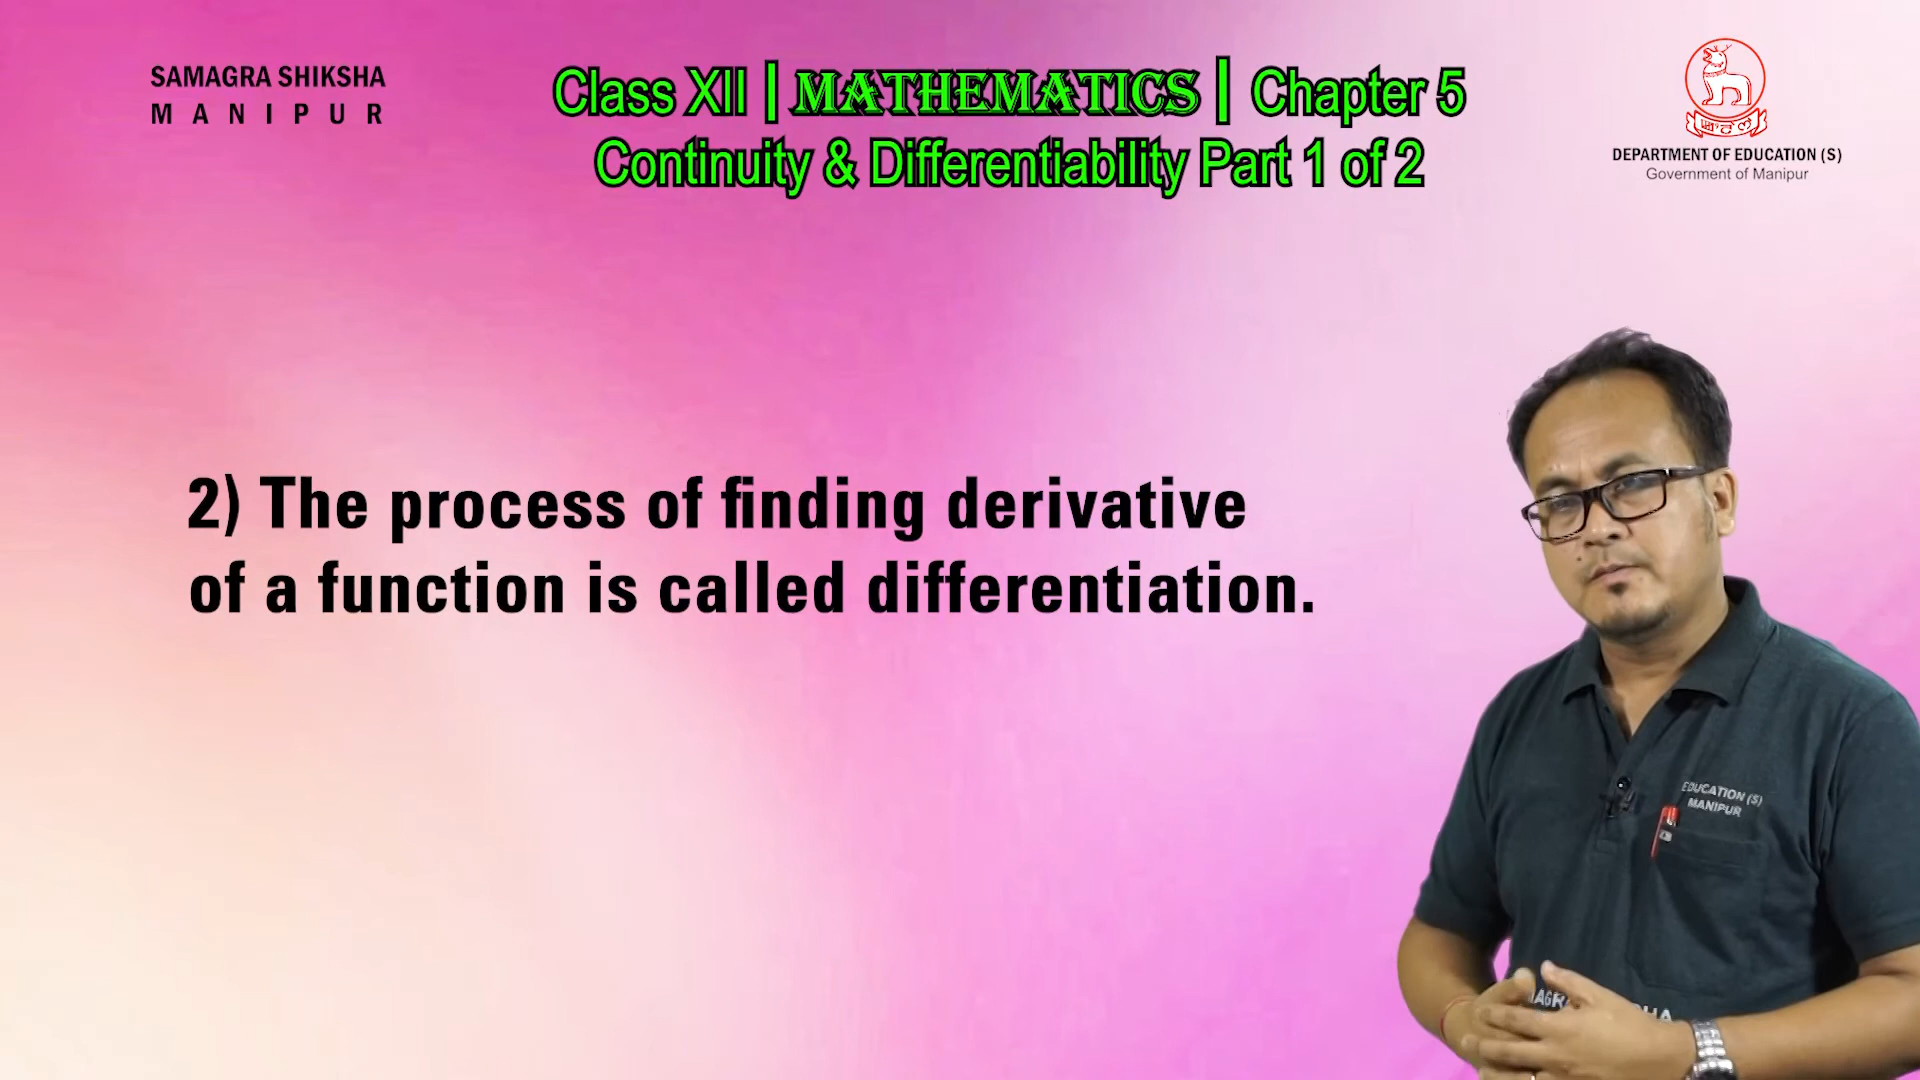 SAMAGRA SHIKSHA
MANIPUR
Class XII | MATHEMATICS | Chapter 5
Continuity & Differentiability Part 1 of 2
DEPARTMENT OF EDUCATION (S)
Government of Manipur
2) The process of finding derivative
of a function is called differentiation.
EDUCATION (S)
MANIPUR